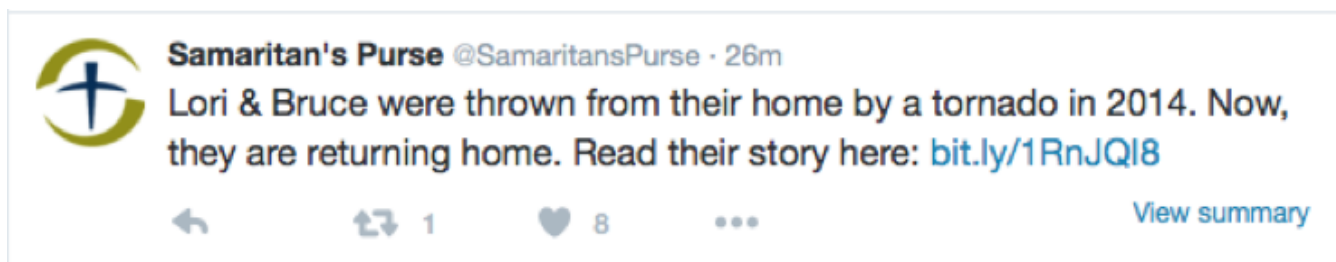 Samaritan's Purse @SamaritansPurse · 26m
Lori & Bruce were thrown from their home by a tornado in 2014. Now,
they are returning home. Read their story here: bit.ly/1RnJQI8
1 8 View summary